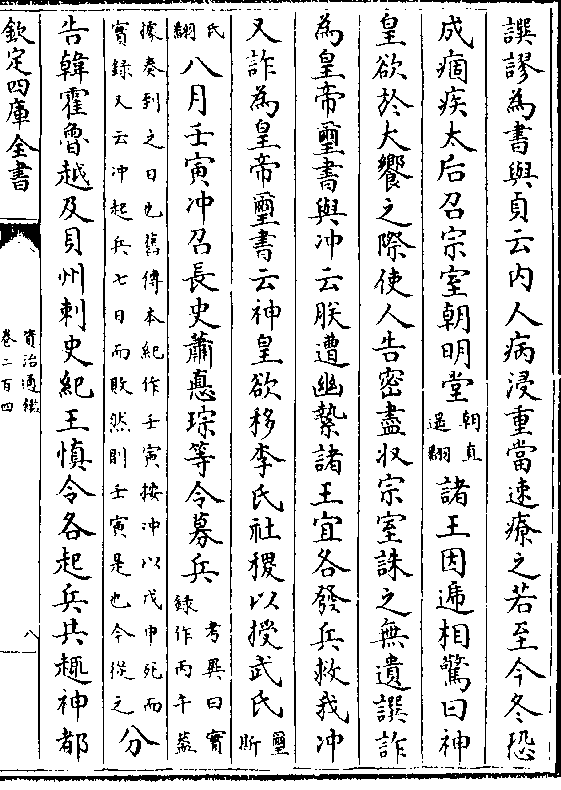 譔謬為書與貞云内人病浸重當速療之若至今冬恐
成痼疾太后召宗室朝明堂朝直遥翻諸王因遞相驚曰神
皇欲於大饗之際使人告密盡收宗室誅之無遺譔詐
為皇帝璽書與冲云朕遭幽縶諸王宜各發兵救我冲
又詐為皇帝璽書云神皇欲移李氏社稷以授武氏璽斯
氏翻八月壬寅冲召長史蕭悳琮等令募兵考異曰實録作丙午蓋
據奏到之日也舊傳本紀作壬寅按冲以戊申死而實録又云冲起兵七日而敗然則壬寅是也今從之分
告韓霍魯越及貝州刺史紀王慎令各起兵共趣神都
欽定四庫全書
資治通鑑
卷二百四
八